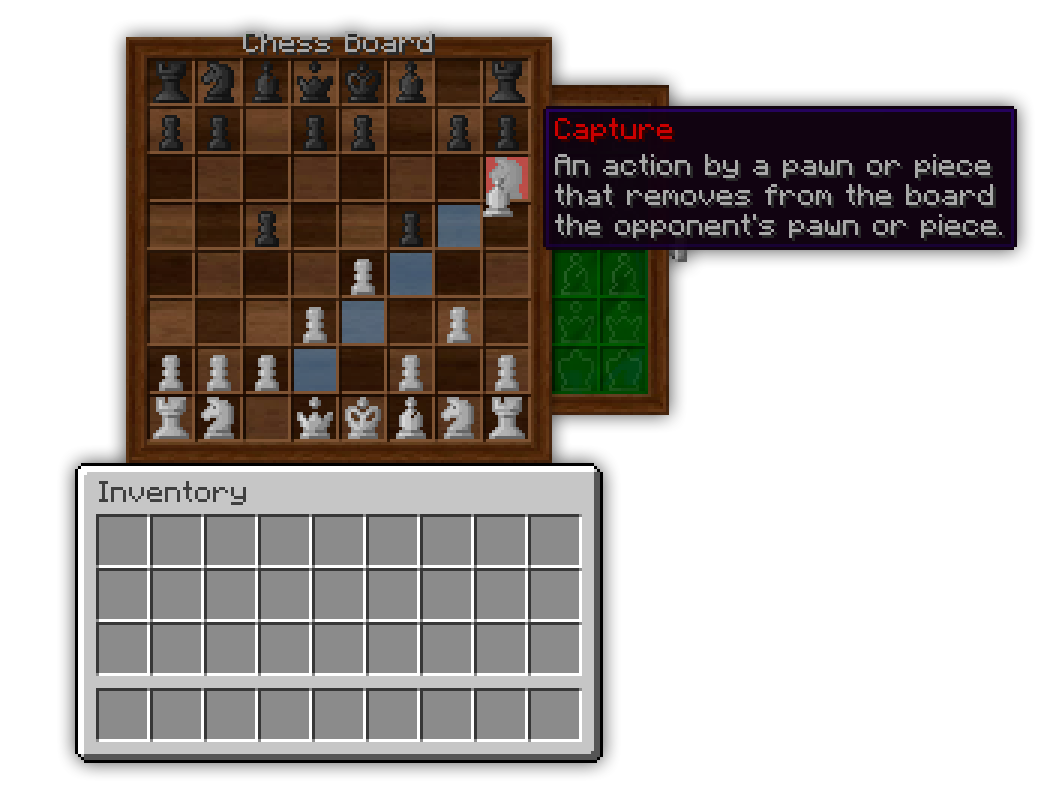 Chess Board
Capture
An action by a pawn or piece
that removes from the board
the opponent's pawn or piece.
Inventory